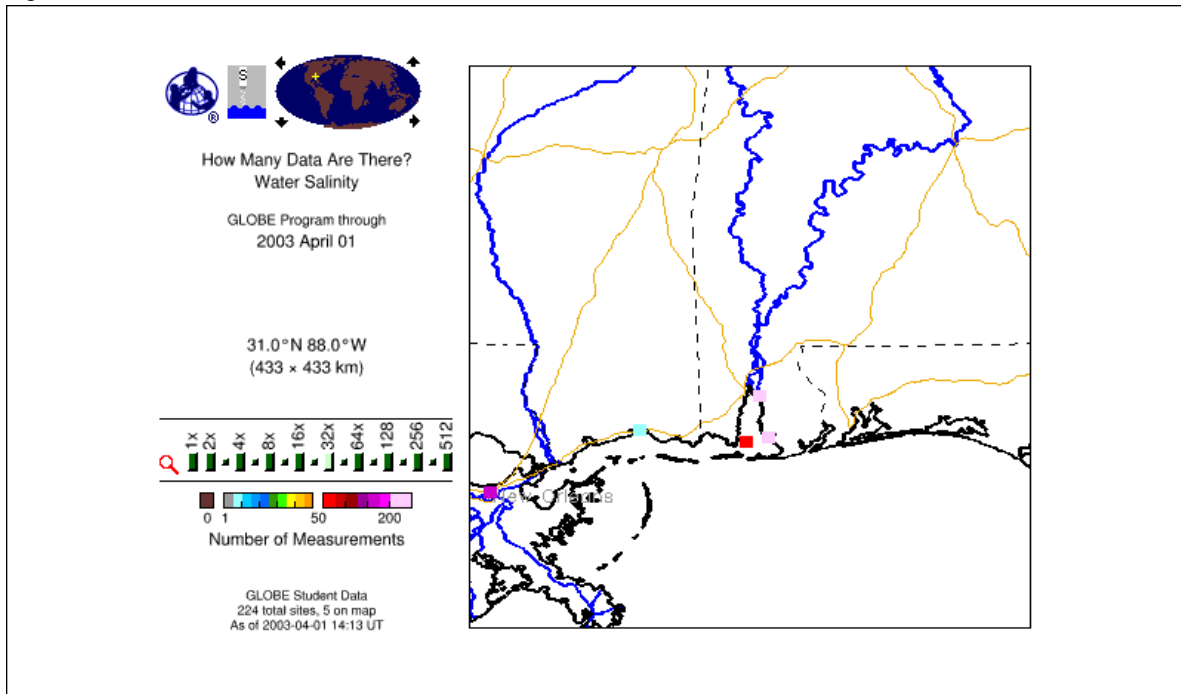 S
®
How Many Data Are There?
Water Salinity
GLOBE Program through
2003 April 01
31.0°N 88.0°W
(433 × 433 km)
1x 2x 4x 8x 16x 32x 64x 128 256 512
0 1 50 200
Number of Measurements
GLOBE Student Data
224 total sites, 5 on map
As of 2003-04-01 14:13 UT
New Orleans